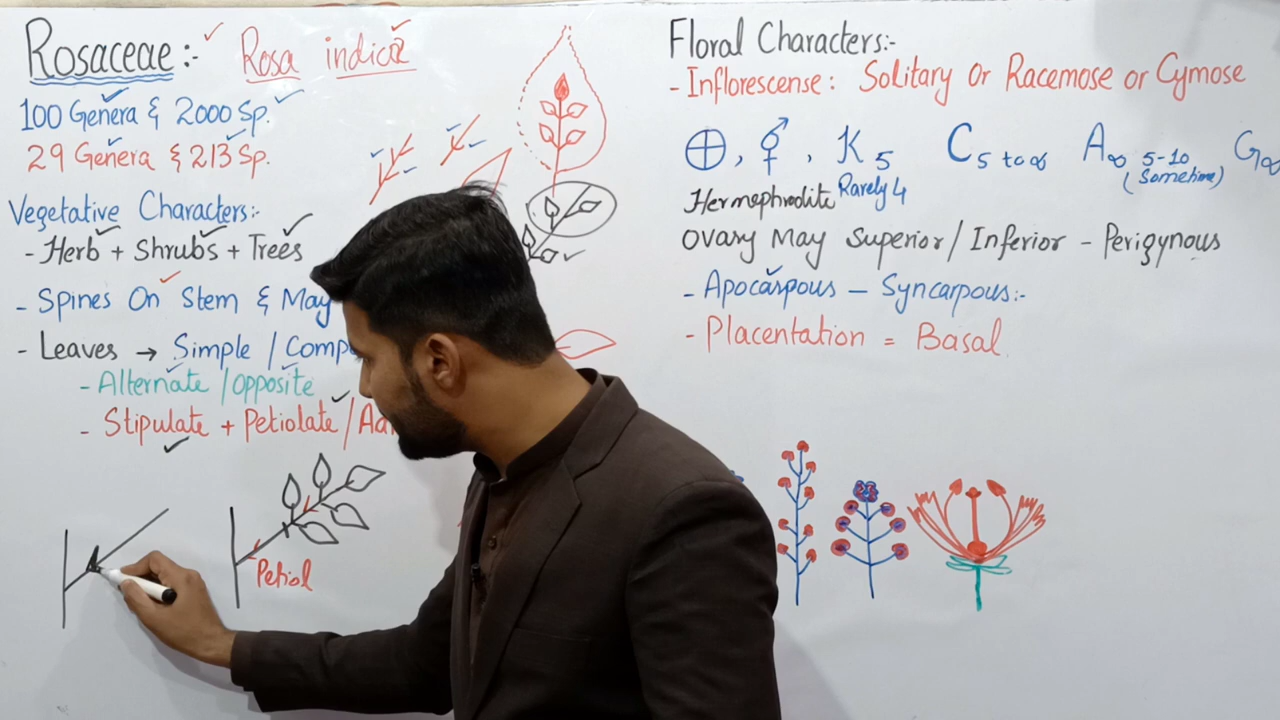 Rosaceae:- Rosa indica
100 Genera & 2000 Sp.
29 Genera & 213 Sp.
Vegetative Characters:-
- Herb + Shrubs + Trees
- Spines On Stem & May
- Leaves → Simple /
- Alternate / Opposite
- Stipulate + Petiolate /
Petiol
Floral Characters:-
- Inflorescense: Solitary Or Racemose or Cymose
⊕, ⚥, K5 C5 to ∞ A∞ 5-10 (Sometime) G∞
Hermephrodite Rarely 4
Ovary May Superior / Inferior - Perigynous
- Apocarpous - Syncarpous:-
- Placentation = Basal.